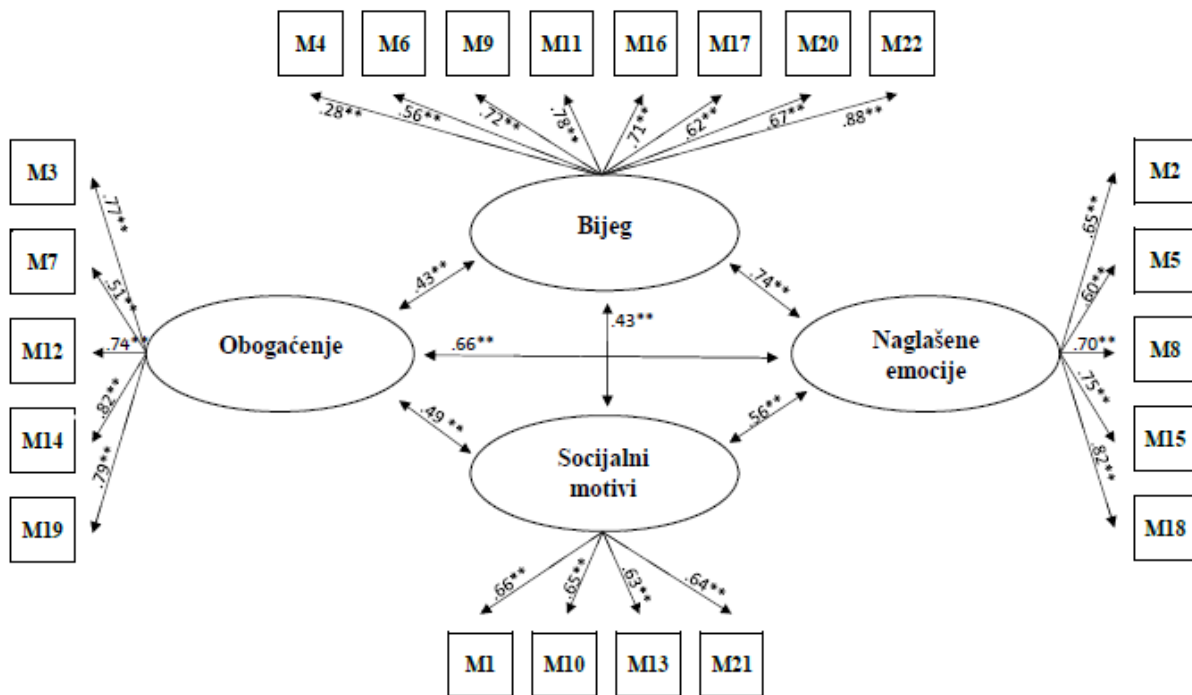 M4 M6 M9 M11 M16 M17 M20 M22
.28** .56** .72** .78** .71** .62** .67** .88**
M3
M7
M12
M14
M19
.77**
.51**
.74**
.82**
.79**
Bijeg
.43**
.74**
Obogaćenje
.66**
.43**
Naglašene
emocije
.49 **
.56**
Socijalni
motivi
M2
M5
M8
M15
M18
.65**
.60**
.70**
.75**
.82**
.66** .65** .63** .64**
M1 M10 M13 M21